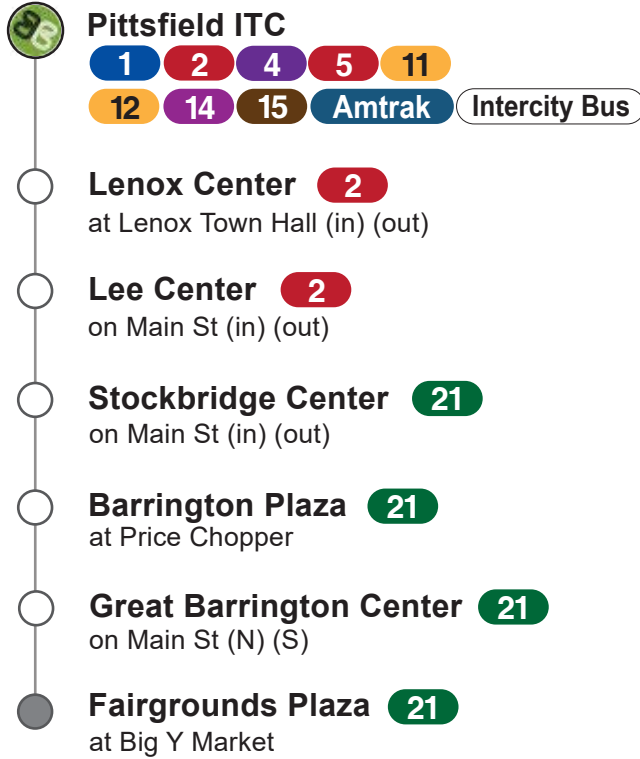 Pittsfield ITC
1 2 4 5 11
12 14 15 Amtrak Intercity Bus
Lenox Center 2
at Lenox Town Hall (in) (out)
Lee Center 2
on Main St (in) (out)
Stockbridge Center 21
on Main St (in) (out)
Barrington Plaza 21
at Price Chopper
Great Barrington Center 21
on Main St (N) (S)
Fairgrounds Plaza 21
at Big Y Market